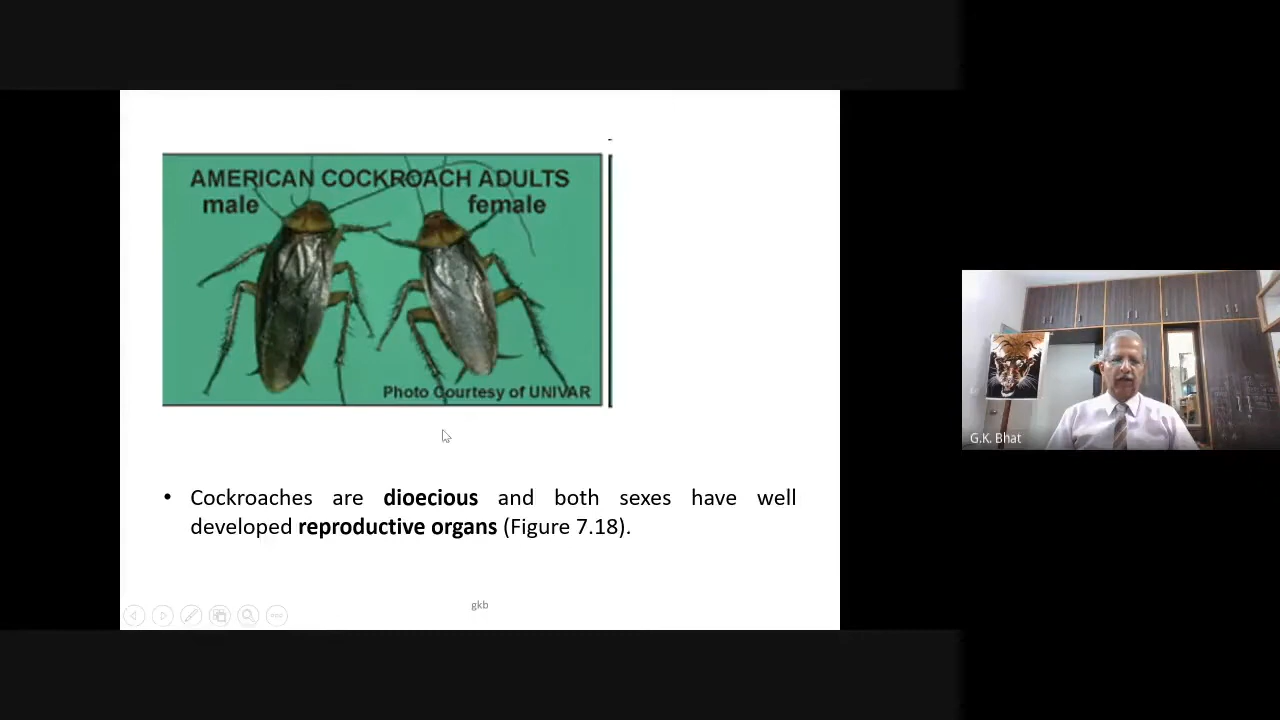 AMERICAN COCKROACH ADULTS
male female
Photo Courtesy of UNIVAR
• Cockroaches are dioecious and both sexes have well
developed reproductive organs (Figure 7.18).
gkb
G.K. Bhat